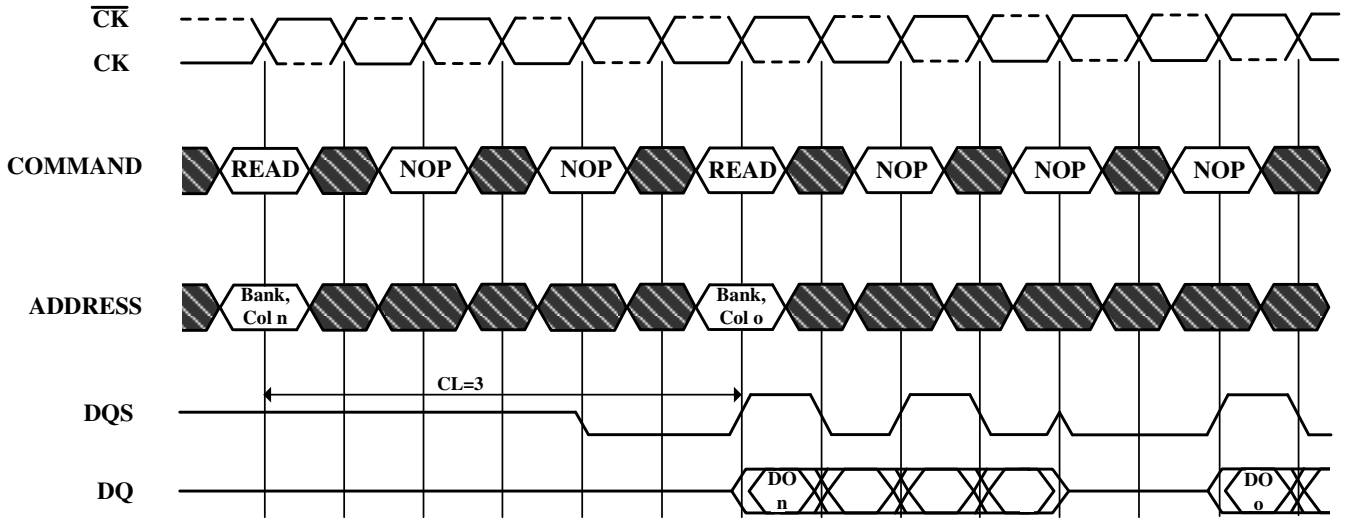 CK
CK
COMMAND READ NOP NOP READ NOP NOP NOP
ADDRESS Bank, Col n Bank, Col o
CL=3
DQS
DQ DO n DO o